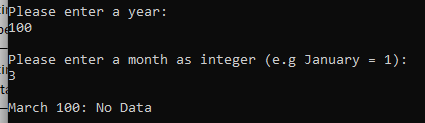 Please enter a year:
100
Please enter a month as integer (e.g January = 1):
3
March 100: No Data